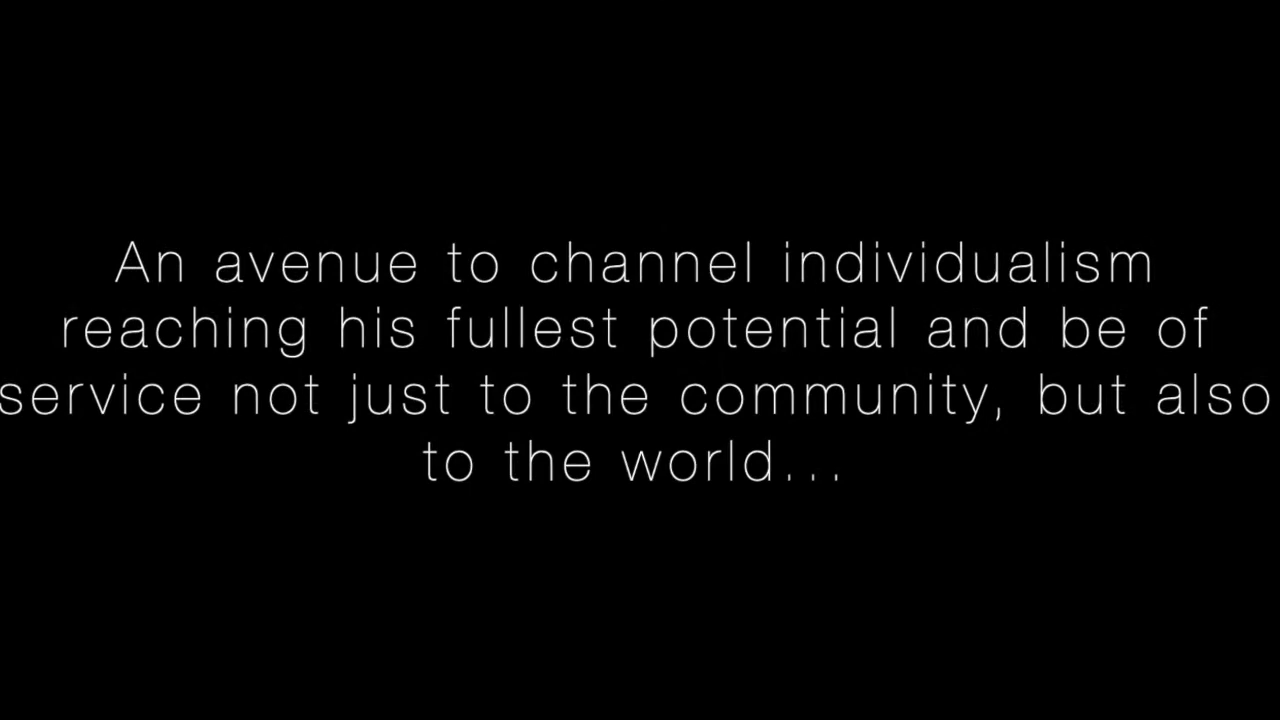 An avenue to channel individualism
reaching his fullest potential and be of
service not just to the community, but also
to the world...